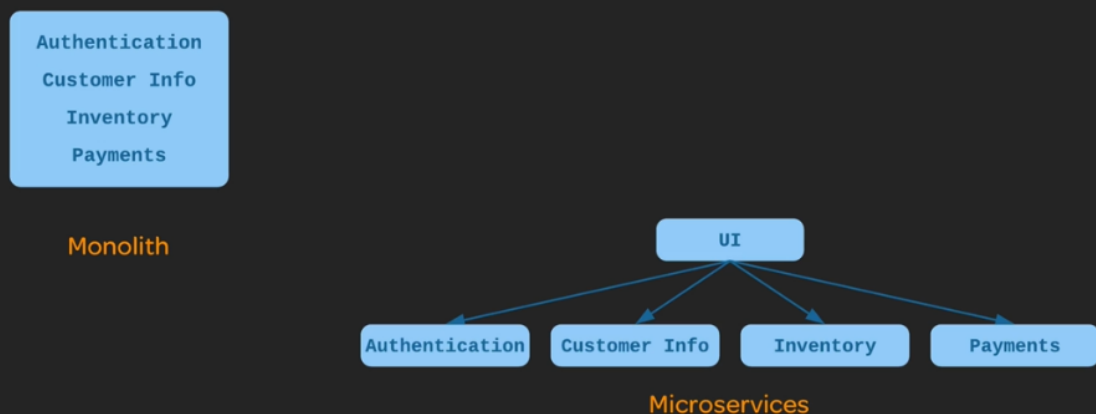 Authentication
Customer Info
Inventory
Payments
Monolith
UI
Authentication
Customer Info
Inventory
Payments
Microservices